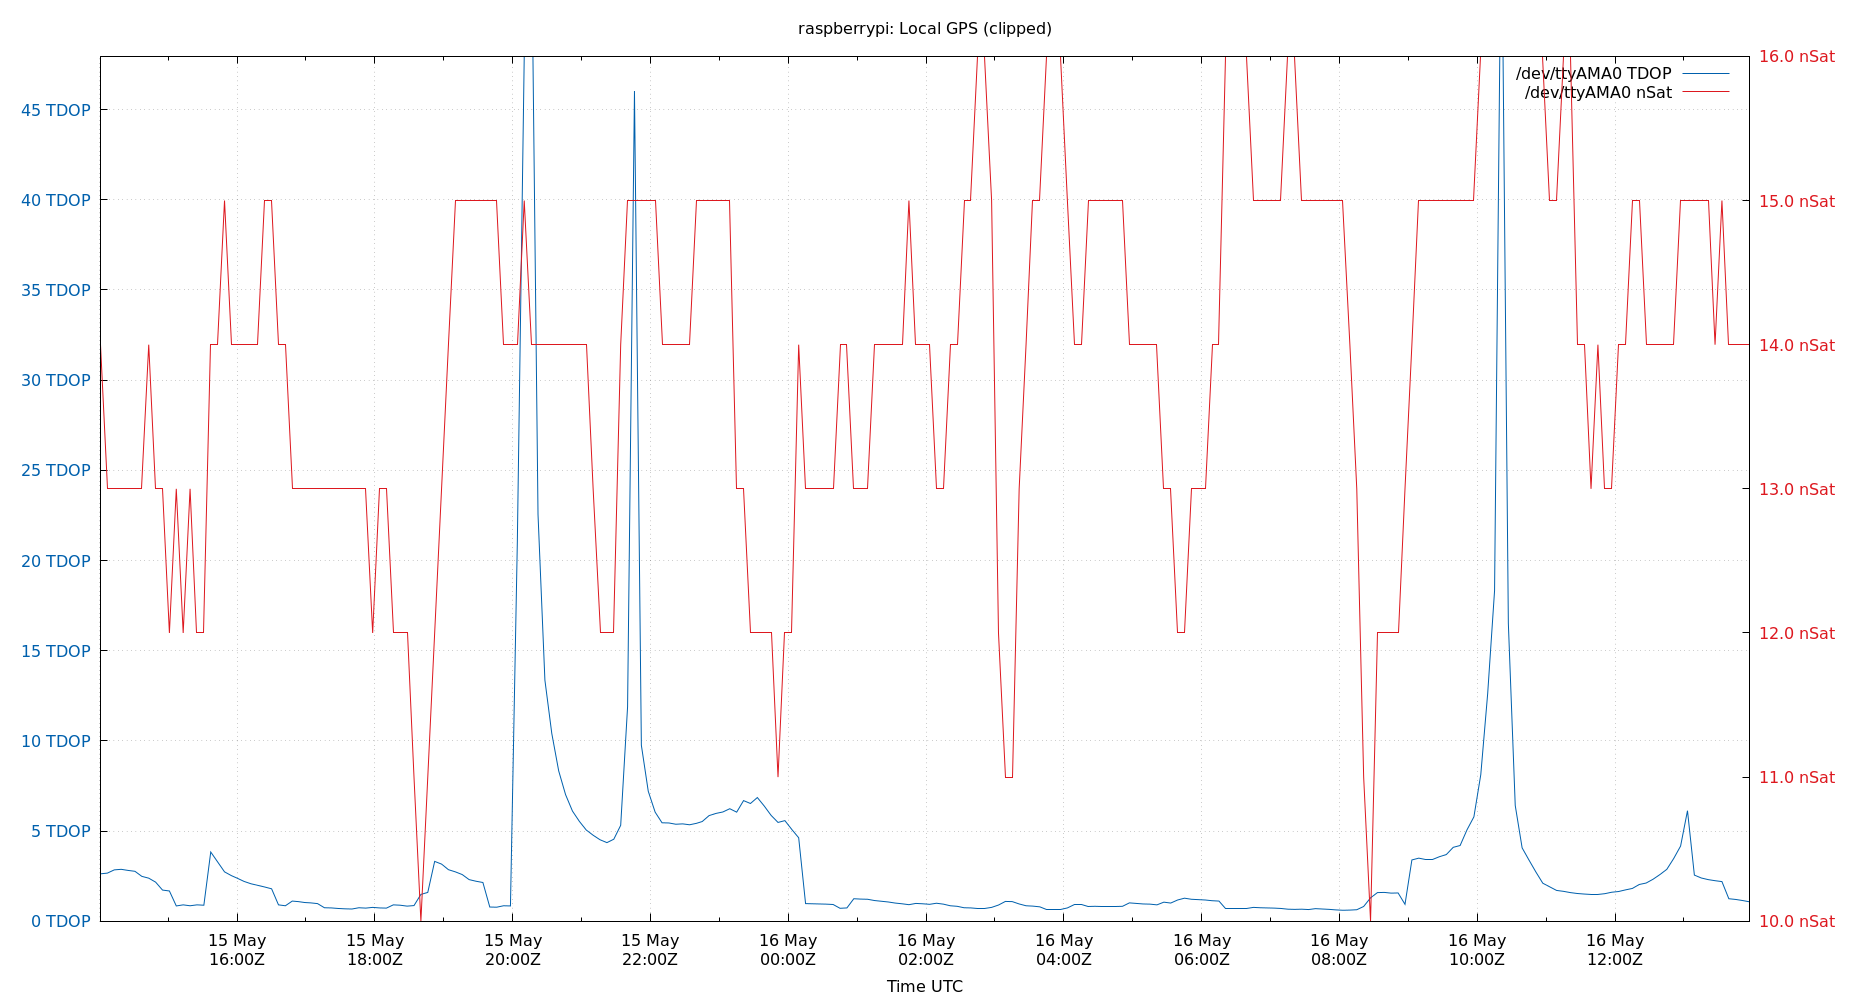 raspberrypi: Local GPS (clipped)
16.0 nSat
/dev/ttyAMA0 TDOP
/dev/ttyAMA0 nSat
45 TDOP
40 TDOP
15.0 nSat
35 TDOP
14.0 nSat
30 TDOP
25 TDOP
13.0 nSat
20 TDOP
15 TDOP
12.0 nSat
10 TDOP
11.0 nSat
5 TDOP
0 TDOP
10.0 nSat
15 May 15 May 15 May 15 May 16 May 16 May 16 May 16 May 16 May 16 May 16 May
16:00Z 18:00Z 20:00Z 22:00Z 00:00Z 02:00Z 04:00Z 06:00Z 08:00Z 10:00Z 12:00Z
Time UTC